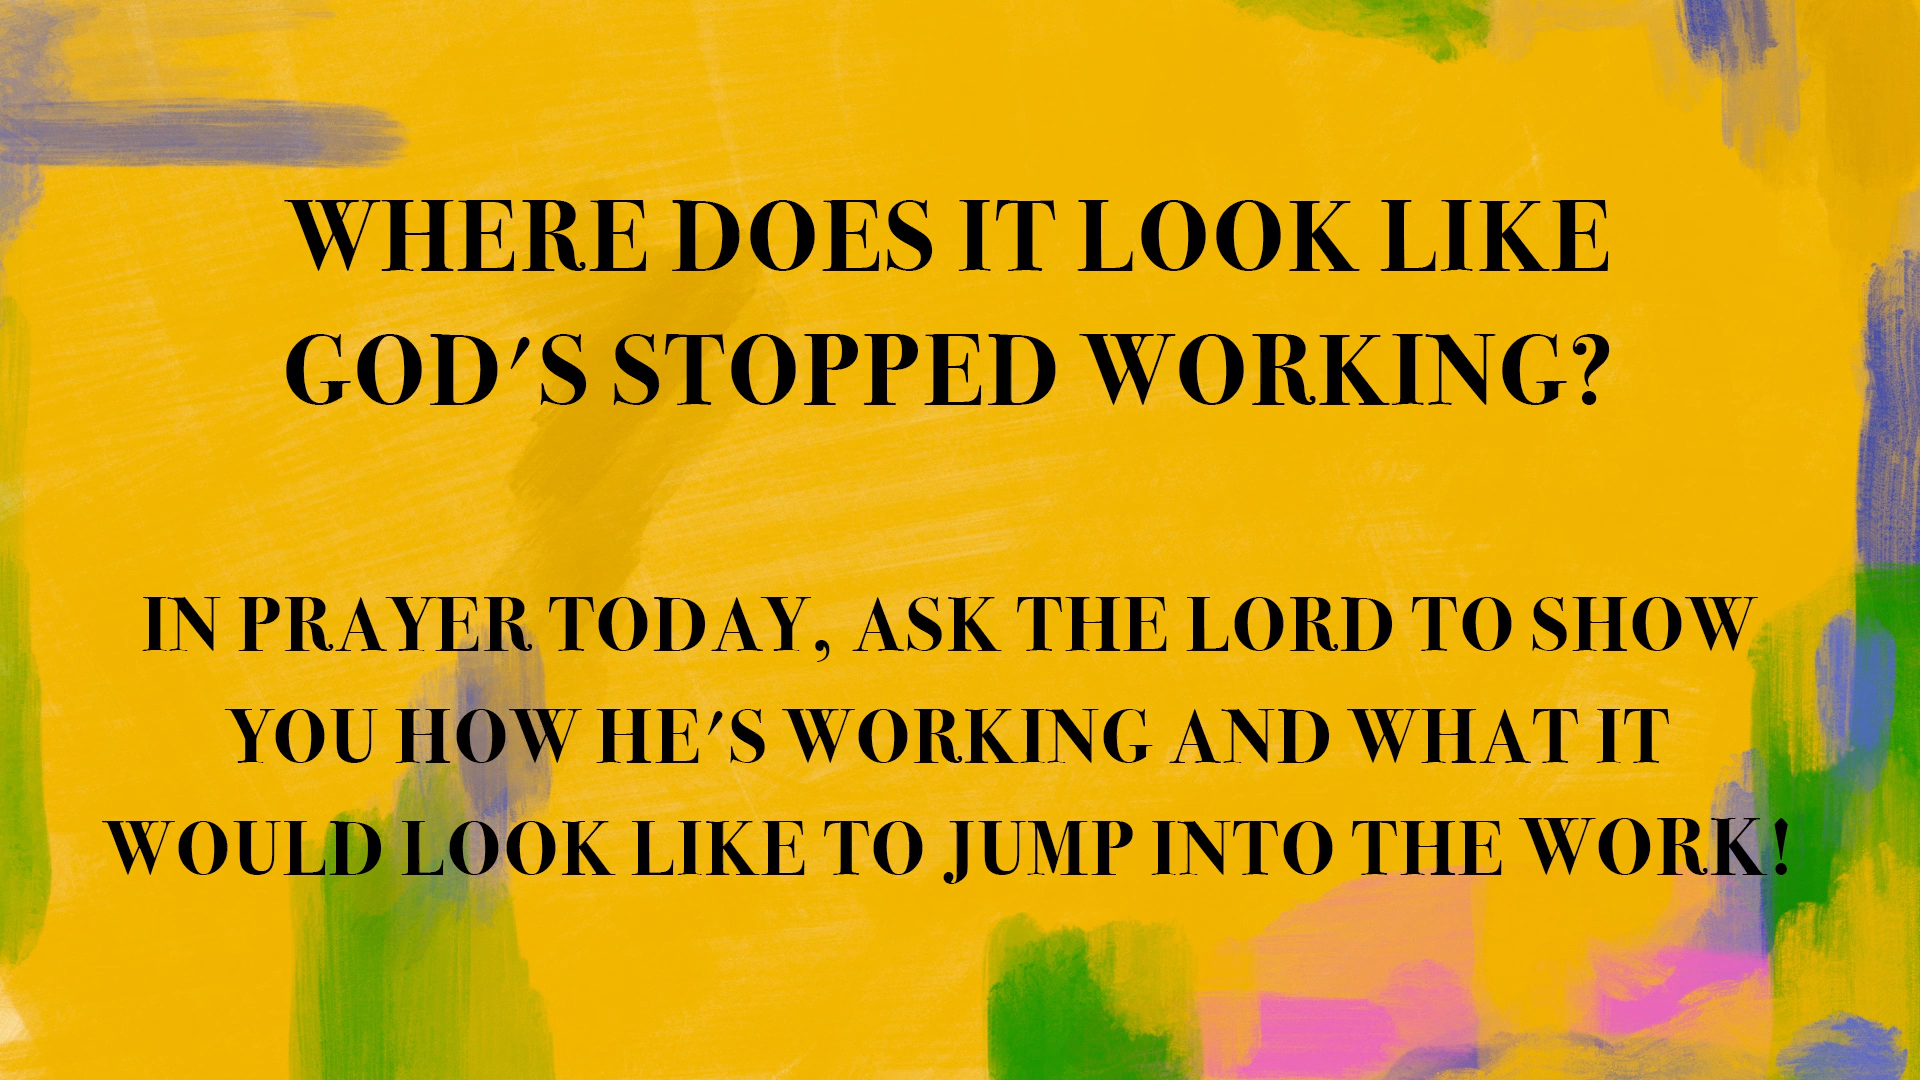 WHERE DOES IT LOOK LIKE
GOD'S STOPPED WORKING?
IN PRAYER TODAY, ASK THE LORD TO SHOW
YOU HOW HE'S WORKING AND WHAT IT
WOULD LOOK LIKE TO JUMP INTO THE WORK!